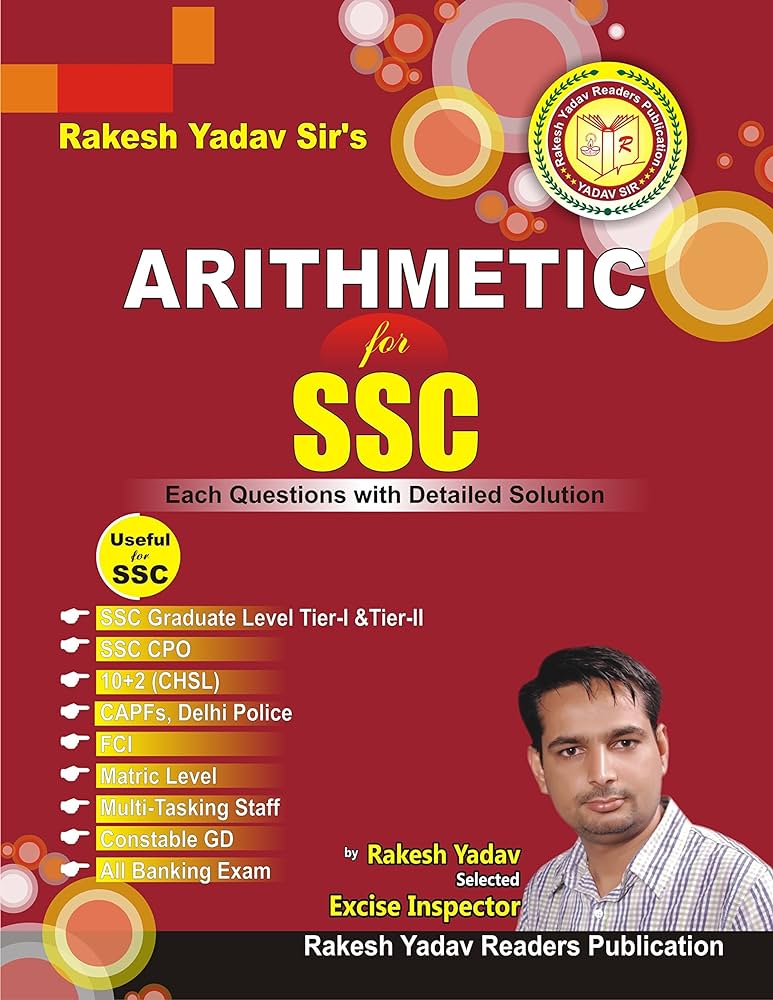 Rakesh Yadav Sir's
Rakesh Yadav Readers Publication
R
YADAV SIR
ARITHMETIC
for
SSC
Each Questions with Detailed Solution
Useful
for
SSC
SSC Graduate Level Tier-I &Tier-II
SSC CPO
10+2 (CHSL)
CAPFs, Delhi Police
FCI
Matric Level
Multi-Tasking Staff
Constable GD
All Banking Exam
by Rakesh Yadav
Selected
Excise Inspector
Rakesh Yadav Readers Publication